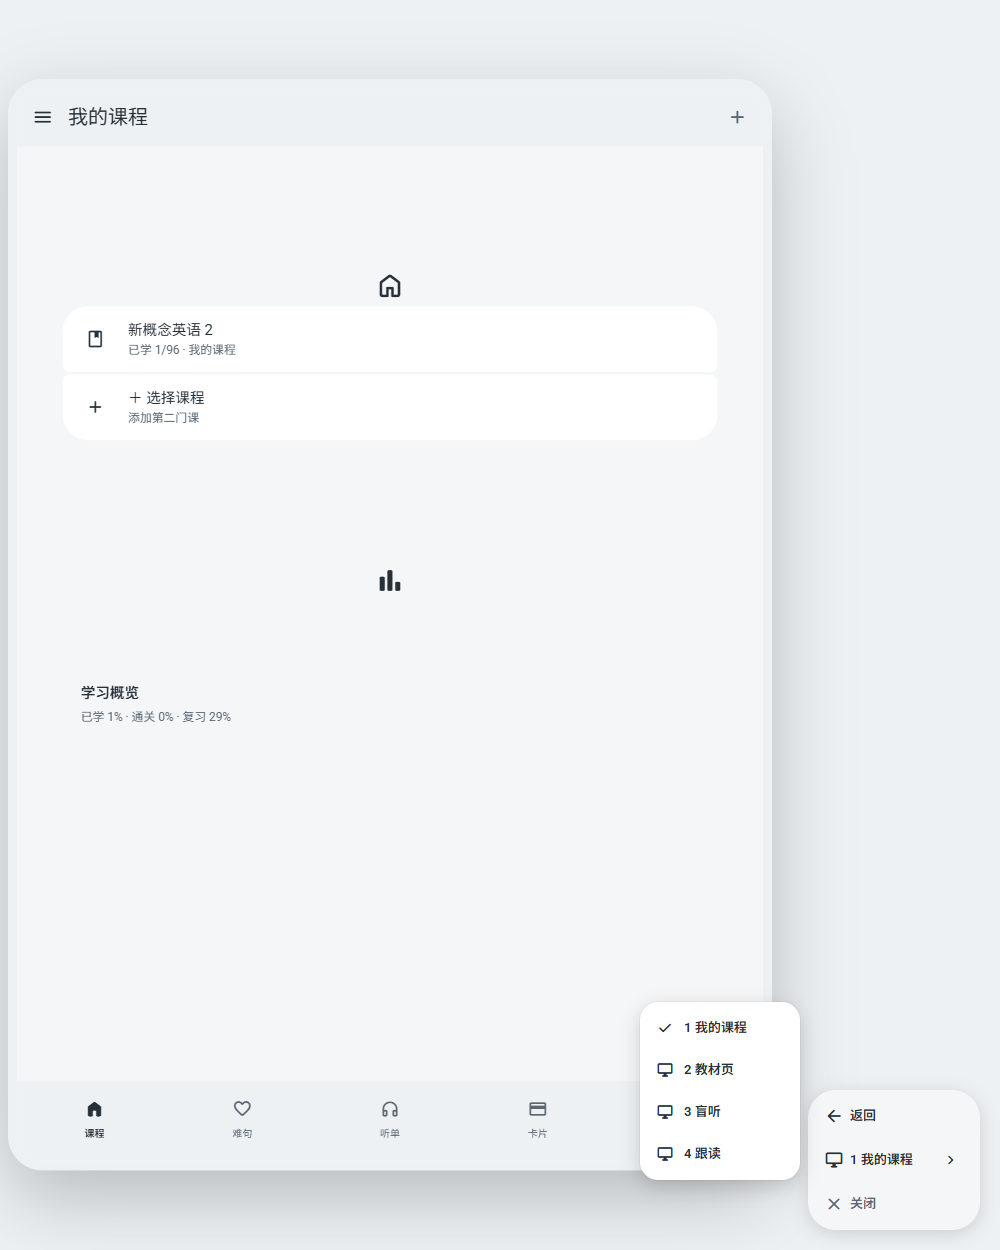 我的课程
新概念英语 2
已学 1/96 · 我的课程
＋ 选择课程
添加第二门课
学习概览
已学 1% · 通关 0% · 复习 29%
课程
难句
听单
卡片
1 我的课程
2 教材页
3 盲听
4 跟读
返回
1 我的课程
关闭